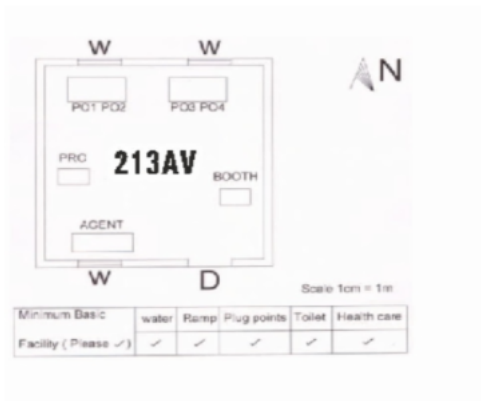 W W
N
PO1 PO2 PO3 PO4
PRO
213AV
BOOTH
AGENT
W D
Scale 1cm = 1m
Minimum Basic water Ramp Plug points Toilet Health care
Facility ( Please ✓ ) ✓ ✓ ✓ ✓ ✓